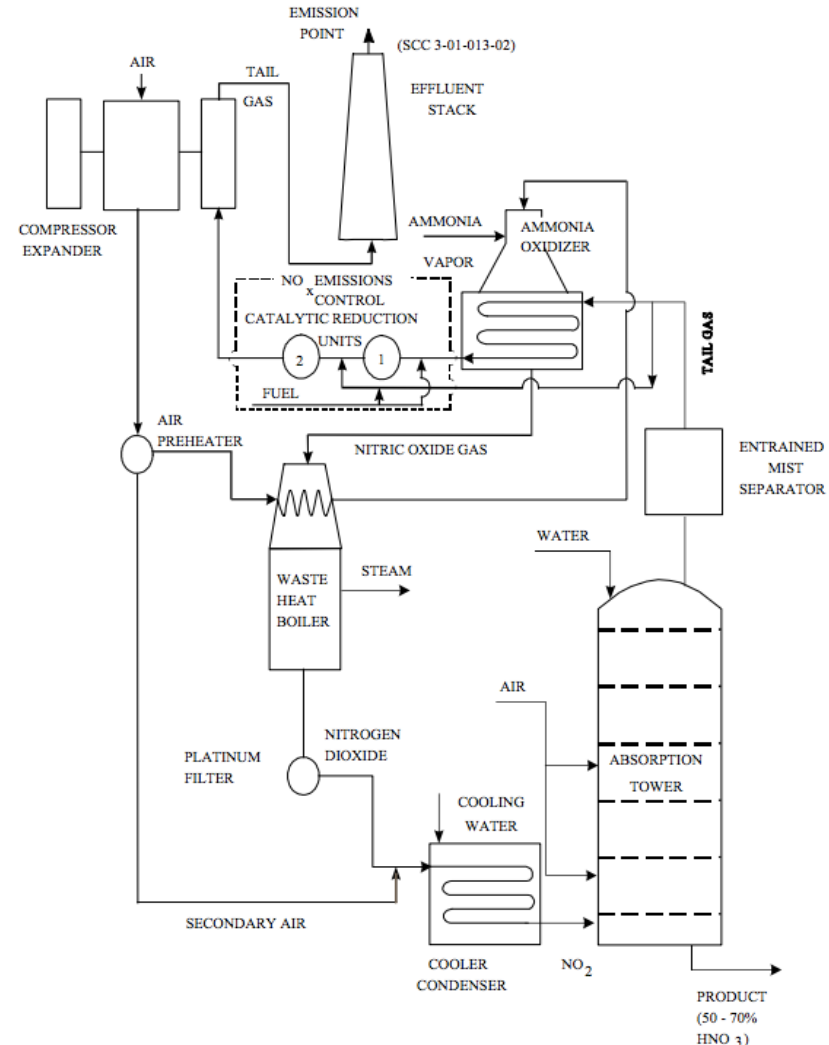 EMISSION
POINT
(SCC 3-01-013-02)
AIR
TAIL
GAS
EFFLUENT
STACK
COMPRESSOR
EXPANDER
AMMONIA
VAPOR
AMMONIA
OXIDIZER
NO x EMISSIONS
CONTROL
CATALYTIC REDUCTION
UNITS
2
1
FUEL
TAIL GAS
AIR
PREHEATER
NITRIC OXIDE GAS
ENTRAINED
MIST
SEPARATOR
WATER
WASTE
HEAT
BOILER
STEAM
AIR
PLATINUM
FILTER
NITROGEN
DIOXIDE
ABSORPTION
TOWER
COOLING
WATER
SECONDARY AIR
COOLER
CONDENSER
NO2
PRODUCT
(50 - 70%
HNO 3)